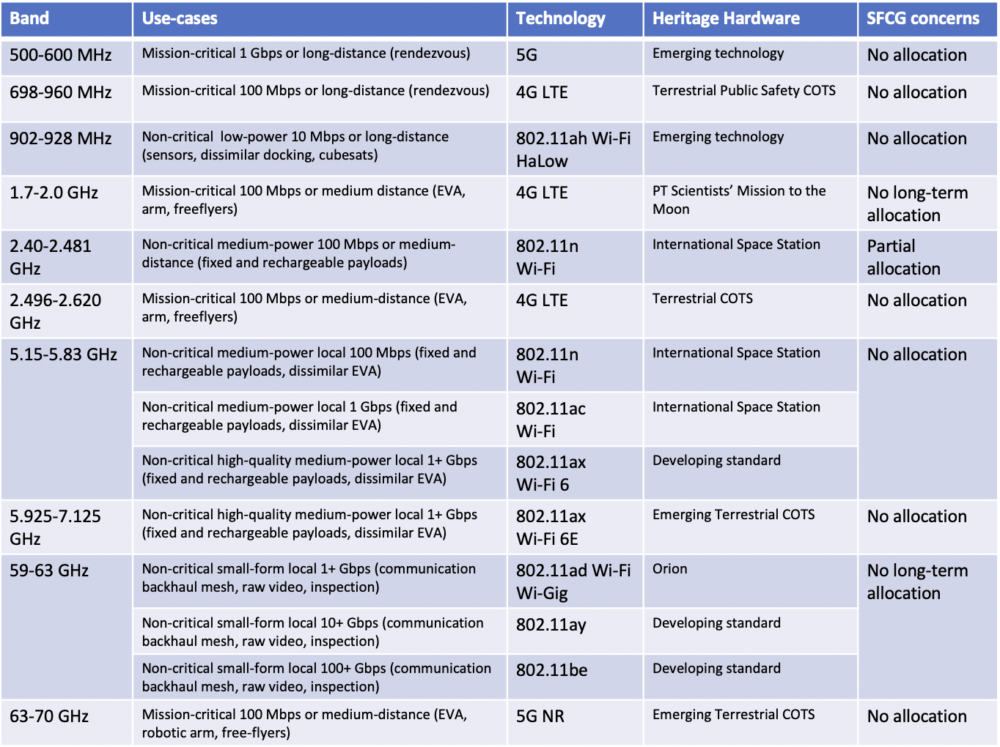 Band Use-cases Technology Heritage Hardware SFCG concerns
500-600 MHz Mission-critical 1 Gbps or long-distance (rendezvous) 5G Emerging technology No allocation
698-960 MHz Mission-critical 100 Mbps or long-distance (rendezvous) 4G LTE Terrestrial Public Safety COTS No allocation
902-928 MHz Non-critical low-power 10 Mbps or long-distance 802.11ah Wi-Fi Emerging technology No allocation
(sensors, dissimilar docking, cubesats) HaLow
1.7-2.0 GHz Mission-critical 100 Mbps or medium distance (EVA, 4G LTE PT Scientists’ Mission to the No long-term
arm, freeflyers) Moon allocation
2.40-2.481 Non-critical medium-power 100 Mbps or medium- 802.11n International Space Station Partial
GHz distance (fixed and rechargeable payloads) Wi-Fi allocation
2.496-2.620 Mission-critical 100 Mbps or medium-distance (EVA, 4G LTE Terrestrial COTS No allocation
GHz arm, freeflyers)
5.15-5.83 GHz Non-critical medium-power local 100 Mbps (fixed and 802.11n International Space Station No allocation
rechargeable payloads, dissimilar EVA) Wi-Fi
Non-critical medium-power local 1 Gbps (fixed and 802.11ac International Space Station
rechargeable payloads, dissimilar EVA) Wi-Fi
Non-critical high-quality medium-power local 1+ Gbps 802.11ax Developing standard
(fixed and rechargeable payloads, dissimilar EVA) Wi-Fi 6
5.925-7.125 Non-critical high-quality medium-power local 1+ Gbps 802.11ax Emerging Terrestrial COTS No allocation
GHz (fixed and rechargeable payloads, dissimilar EVA) Wi-Fi 6E
59-63 GHz Non-critical small-form local 1+ Gbps (communication 802.11ad Wi-Fi Orion No long-term
backhaul mesh, raw video, inspection) Wi-Gig allocation
Non-critical small-form local 10+ Gbps (communication 802.11ay Developing standard
backhaul mesh, raw video, inspection)
Non-critical small-form local 100+ Gbps (communication 802.11be Developing standard
backhaul mesh, raw video, inspection)
63-70 GHz Mission-critical 100 Mbps or medium-distance (EVA, 5G NR Emerging Terrestrial COTS No allocation
robotic arm, free-flyers)